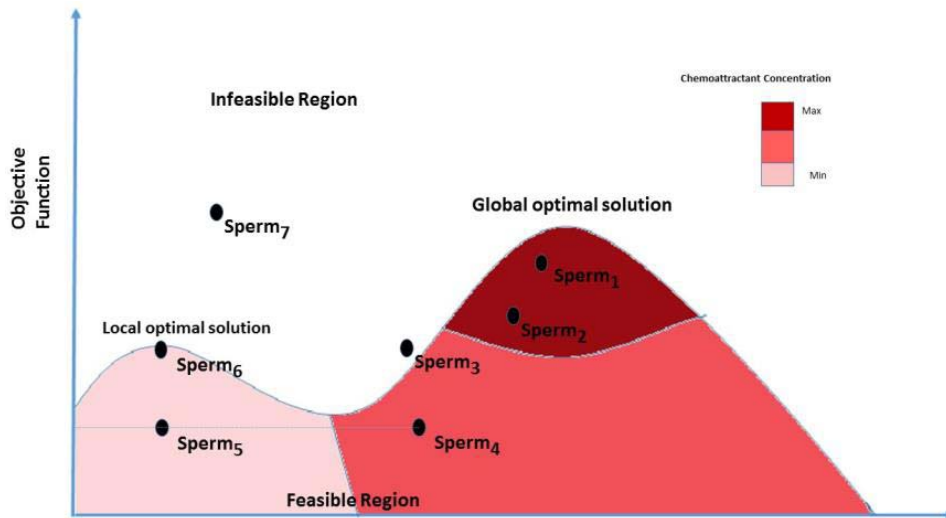 Chemoattractant Concentration
Max
Min
Infeasible Region
Objective
Function
Global optimal solution
Sperm7
Sperm1
Sperm2
Local optimal solution
Sperm6
Sperm3
Sperm5
Sperm4
Feasible Region